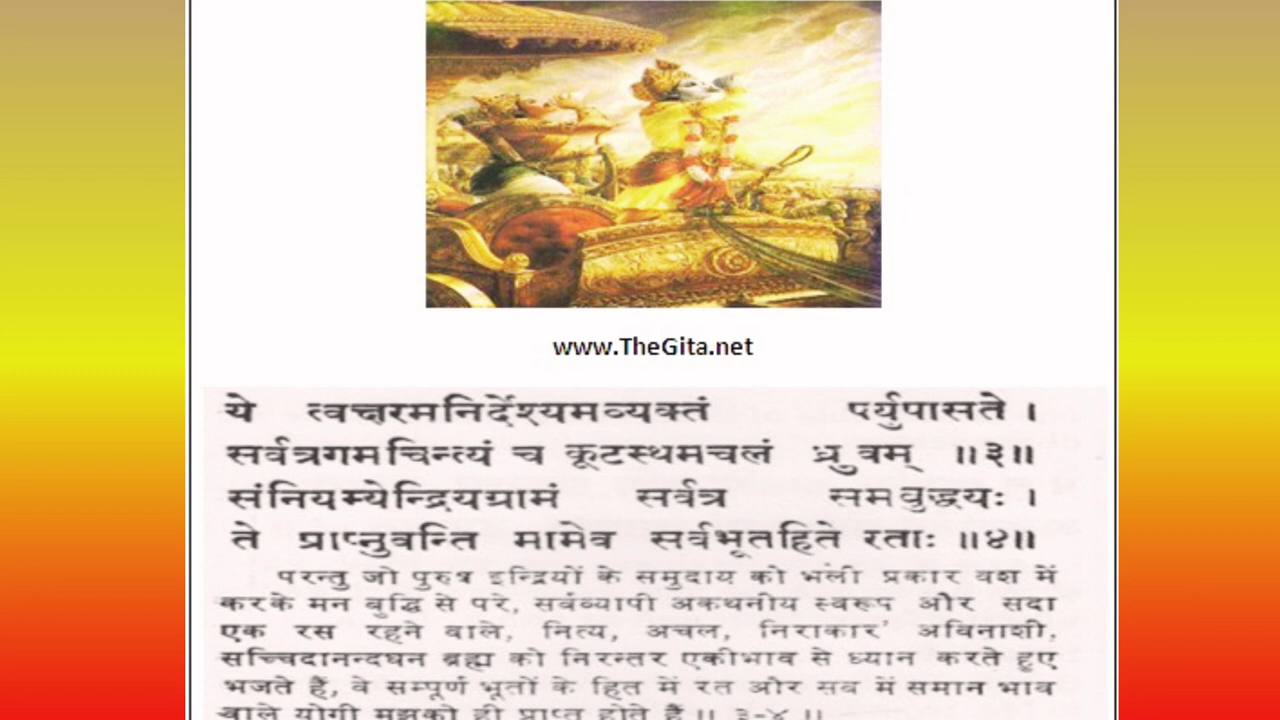 www.TheGita.net
ये त्वक्षरमनिर्देश्यमव्यक्तं पर्युपासते ।
सर्वत्रगमचिन्त्यं च कूटस्थमचलं ध्रुवम् ॥३॥
संनियम्येन्द्रियग्रामं सर्वत्र समबुद्धयः ।
ते प्राप्नुवन्ति मामेव सर्वभूतहिते रताः ॥४॥
परन्तु जो पुरुष इन्द्रियों के समुदाय को भली प्रकार वश में
करके मन बुद्धि से परे, सर्वव्यापी अकथनीय स्वरूप और सदा
एक रस रहने वाले, नित्य, अचल, निराकार' अविनाशी,
सच्चिदानन्दघन ब्रह्म को निरन्तर एकीभाव से ध्यान करते हुए
भजते हैं, वे सम्पूर्ण भूतों के हित में रत और सब में समान भाव
वाले योगी मुझको ही प्राप्त होते हैं ॥ ३-४ ॥